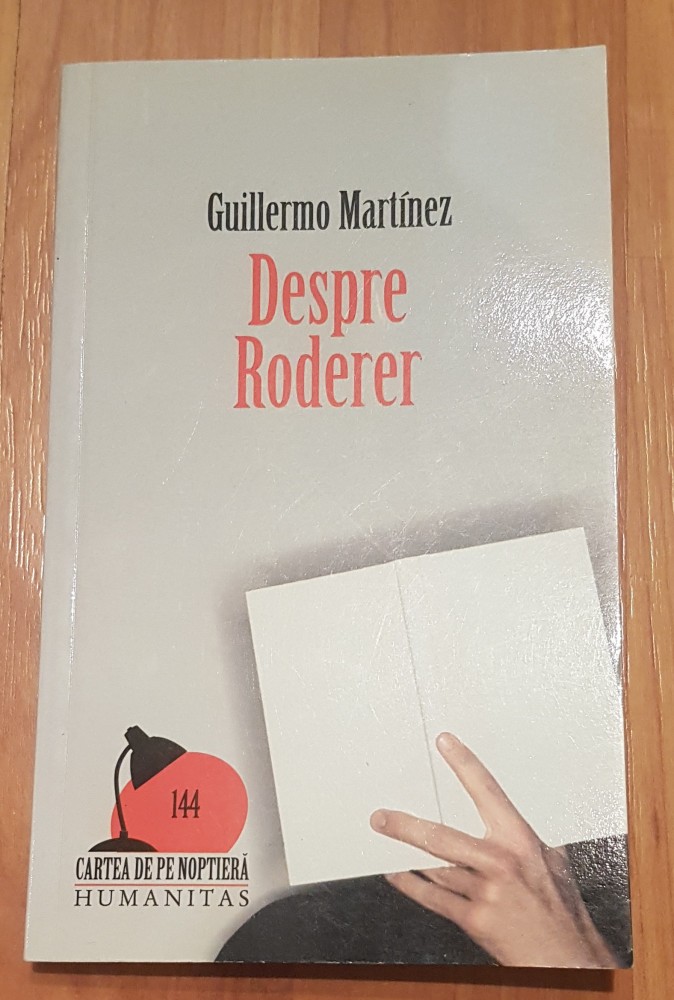 Guillermo Martínez
Despre
Roderer
144
CARTEA DE PE NOPTIERĂ
HUMANITAS